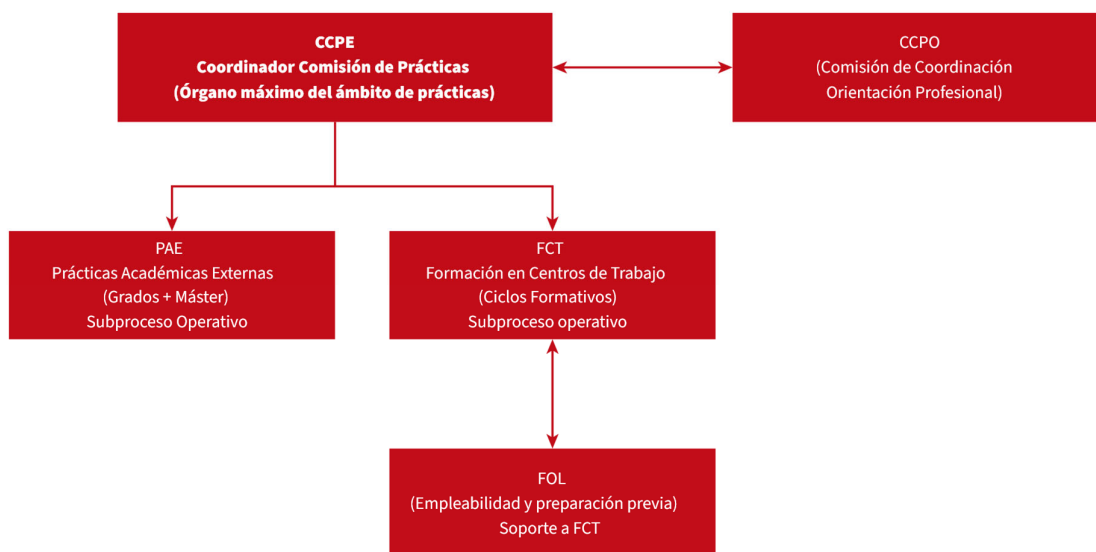 CCPE
Coordinador Comisión de Prácticas
(Órgano máximo del ámbito de prácticas)
CCPO
(Comisión de Coordinación
Orientación Profesional)
PAE
Prácticas Académicas Externas
(Grados + Máster)
Subproceso Operativo
FCT
Formación en Centros de Trabajo
(Ciclos Formativos)
Subproceso operativo
FOL
(Empleabilidad y preparación previa)
Soporte a FCT